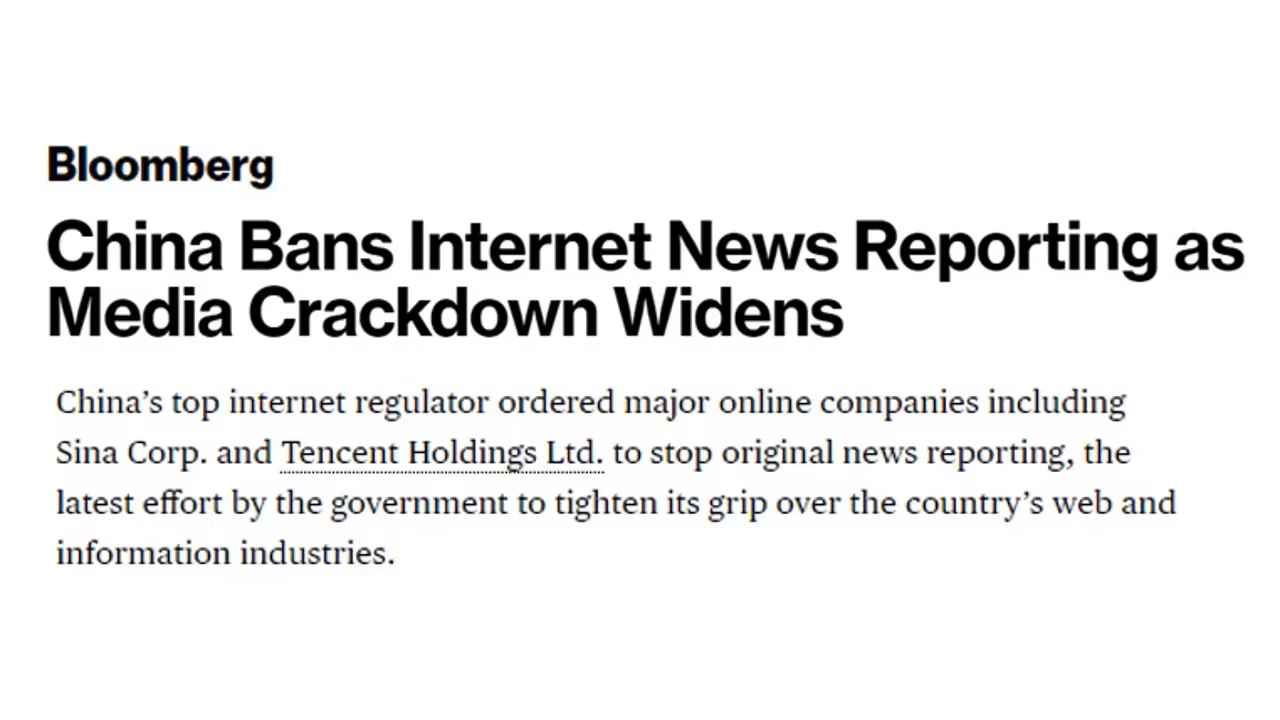 Bloomberg
China Bans Internet News Reporting as
Media Crackdown Widens
China’s top internet regulator ordered major online companies including
Sina Corp. and Tencent Holdings Ltd. to stop original news reporting, the
latest effort by the government to tighten its grip over the country’s web and
information industries.